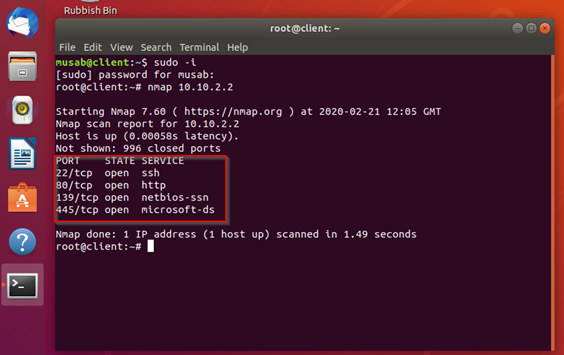 Rubbish Bin
root@client: ~
File Edit View Search Terminal Help
musab@client:~$ sudo -i
[sudo] password for musab:
root@client:~# nmap 10.10.2.2
Starting Nmap 7.60 ( https://nmap.org ) at 2020-02-21 12:05 GMT
Nmap scan report for 10.10.2.2
Host is up (0.00058s latency).
Not shown: 996 closed ports
PORT STATE SERVICE
22/tcp open ssh
80/tcp open http
139/tcp open netbios-ssn
445/tcp open microsoft-ds
Nmap done: 1 IP address (1 host up) scanned in 1.49 seconds
root@client:~#